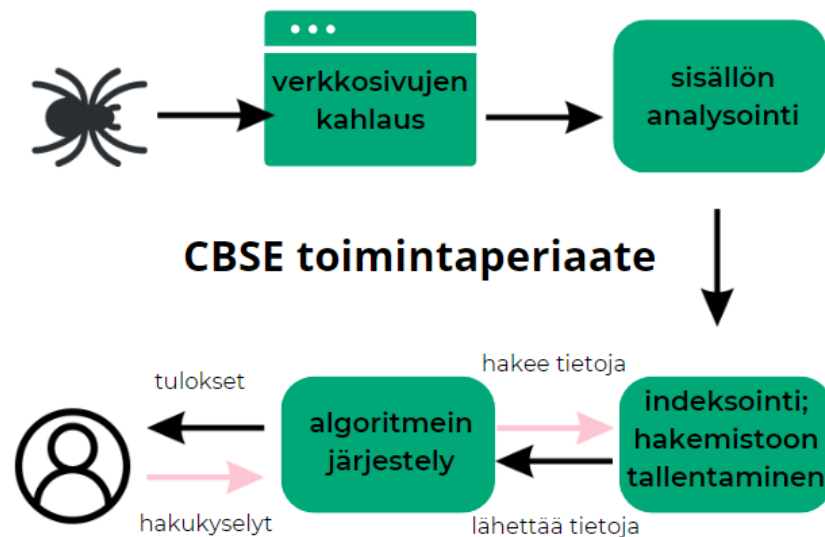 verkkosivujen
kahlaus
sisällön
analysointi
CBSE toimintaperiaate
tulokset
hakee tietoja
algoritmein
järjestely
indeksointi;
hakemistoon
tallentaminen
hakukyselyt
lähettää tietoja